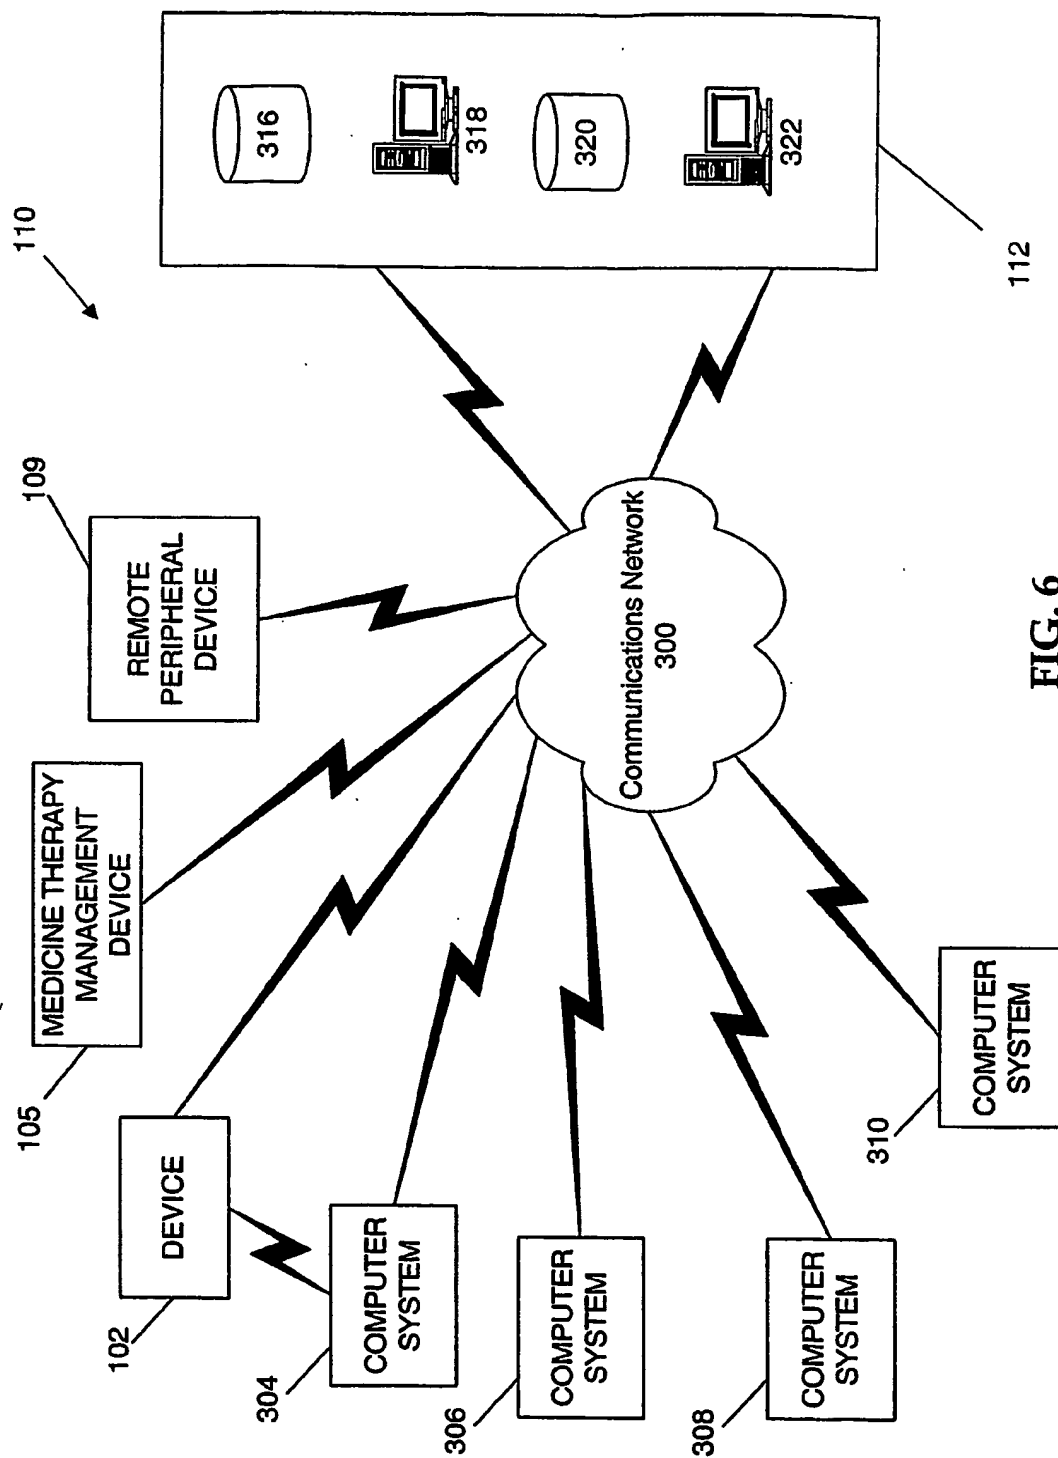 110
109
REMOTE
PERIPHERAL
DEVICE
105
MEDICINE THERAPY
MANAGEMENT
DEVICE
102
DEVICE
304
COMPUTER
SYSTEM
306
COMPUTER
SYSTEM
308
COMPUTER
SYSTEM
310
COMPUTER
SYSTEM
Communications Network
300
316
318
320
322
112
FIG. 6